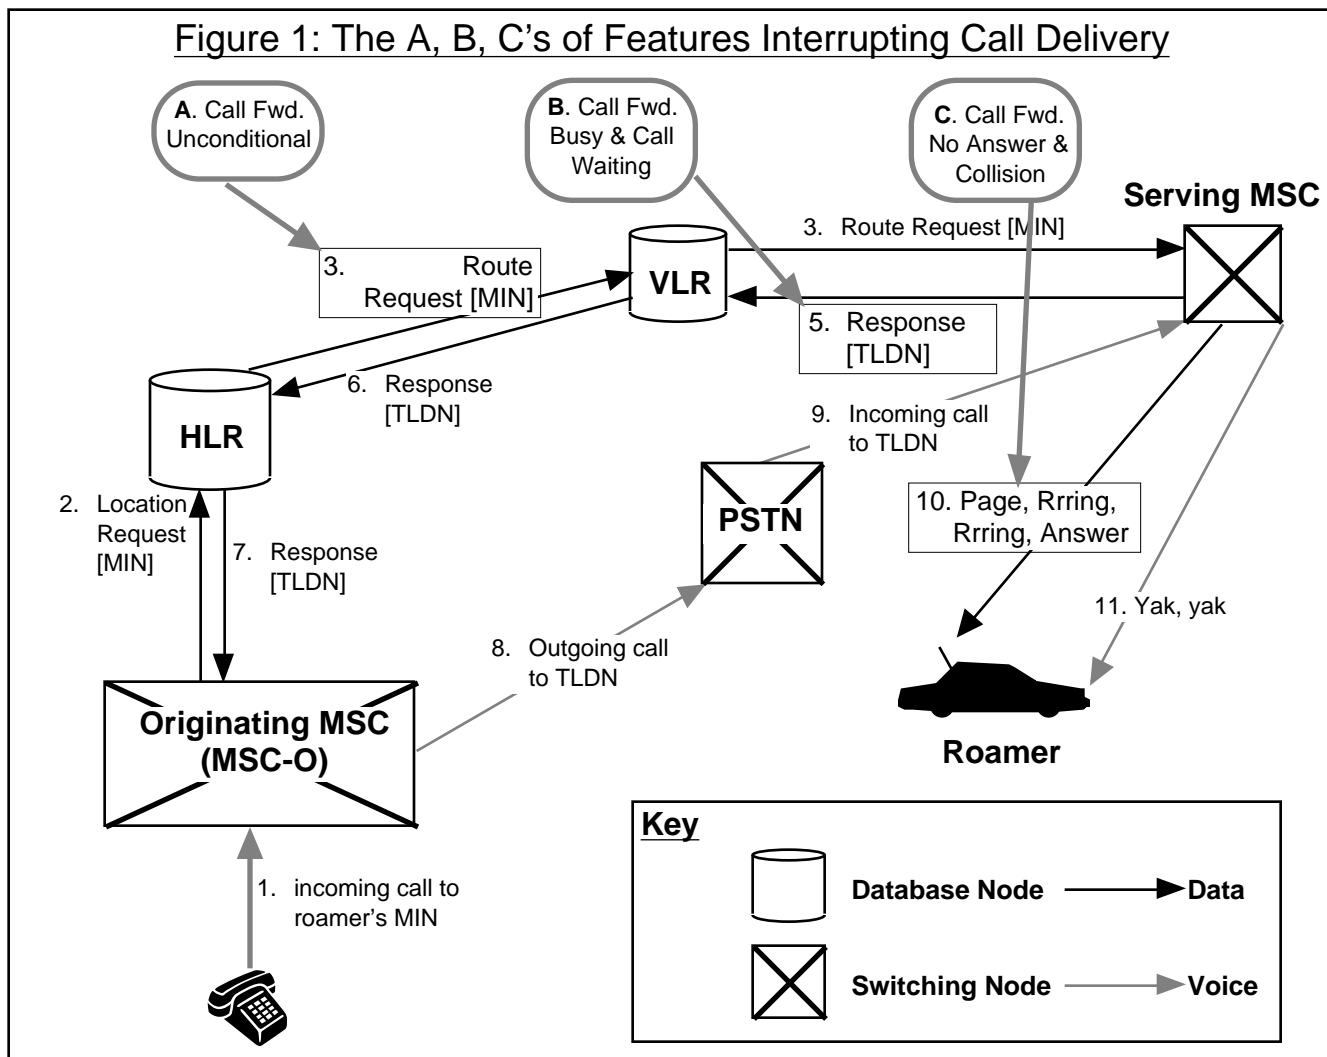 Figure 1: The A, B, C's of Features Interrupting Call Delivery
A. Call Fwd.
Unconditional
B. Call Fwd.
Busy & Call
Waiting
C. Call Fwd.
No Answer &
Collision
Serving MSC
3. Route Request [MIN]
3. Route
Request [MIN]
VLR
5. Response
[TLDN]
6. Response
[TLDN]
HLR
9. Incoming call
to TLDN
2. Location
Request
[MIN]
7. Response
[TLDN]
PSTN
10. Page, Rrring,
Rrring, Answer
11. Yak, yak
8. Outgoing call
to TLDN
Originating MSC
(MSC-O)
Roamer
1. incoming call to
roamer's MIN
Key
Database Node
Data
Switching Node
Voice